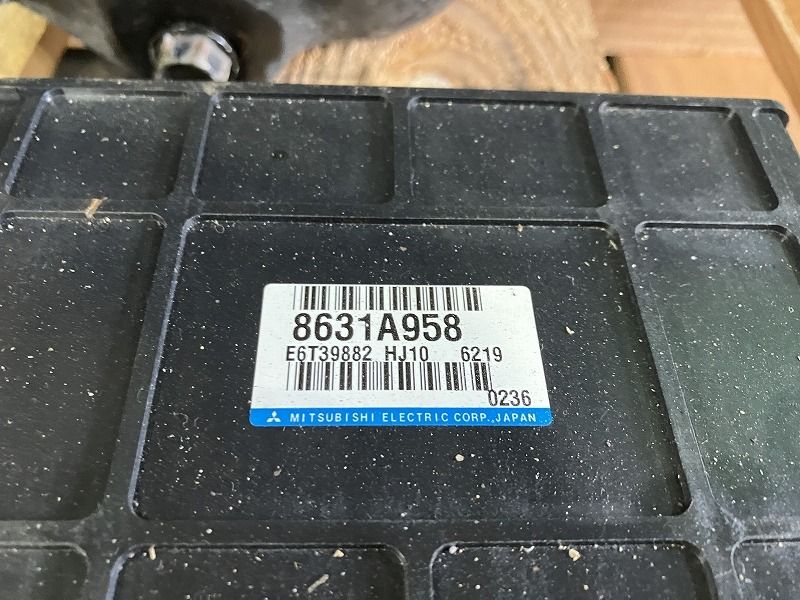 8631A958
E6T39882 HJ10 6219
0236
MITSUBISHI ELECTRIC CORP.,JAPAN